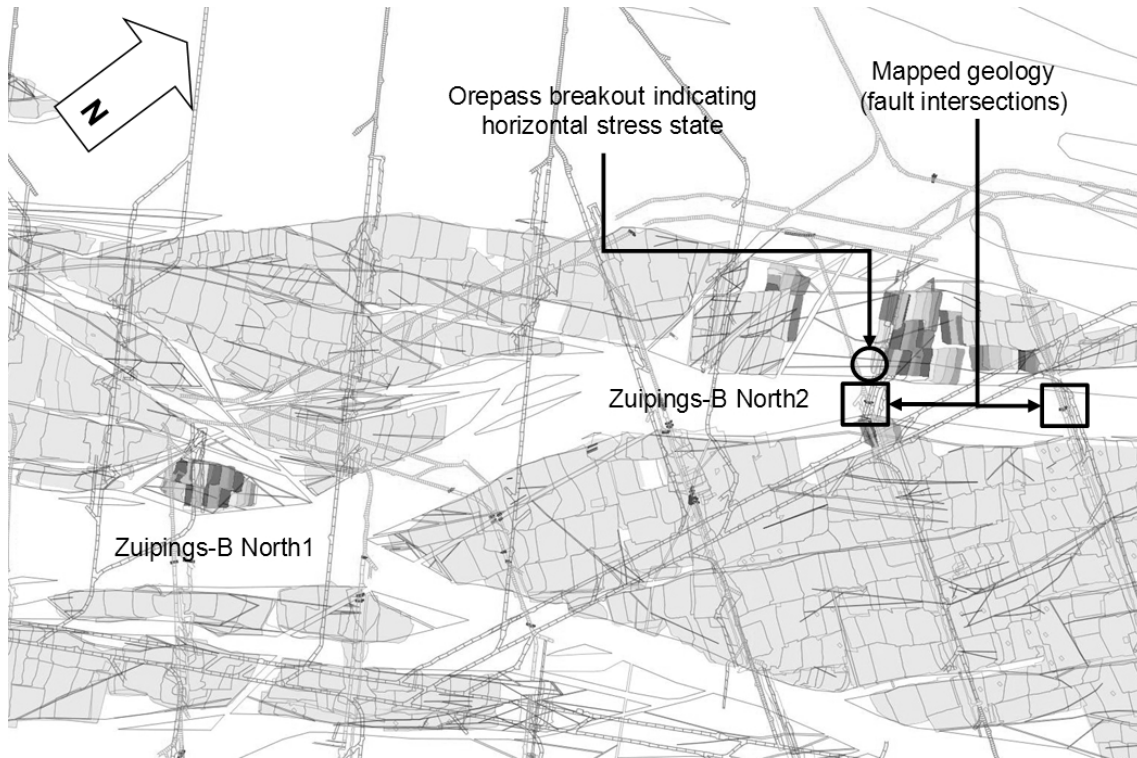 N
Orepass breakout indicating
horizontal stress state
Mapped geology
(fault intersections)
Zuipings-B North2
Zuipings-B North1